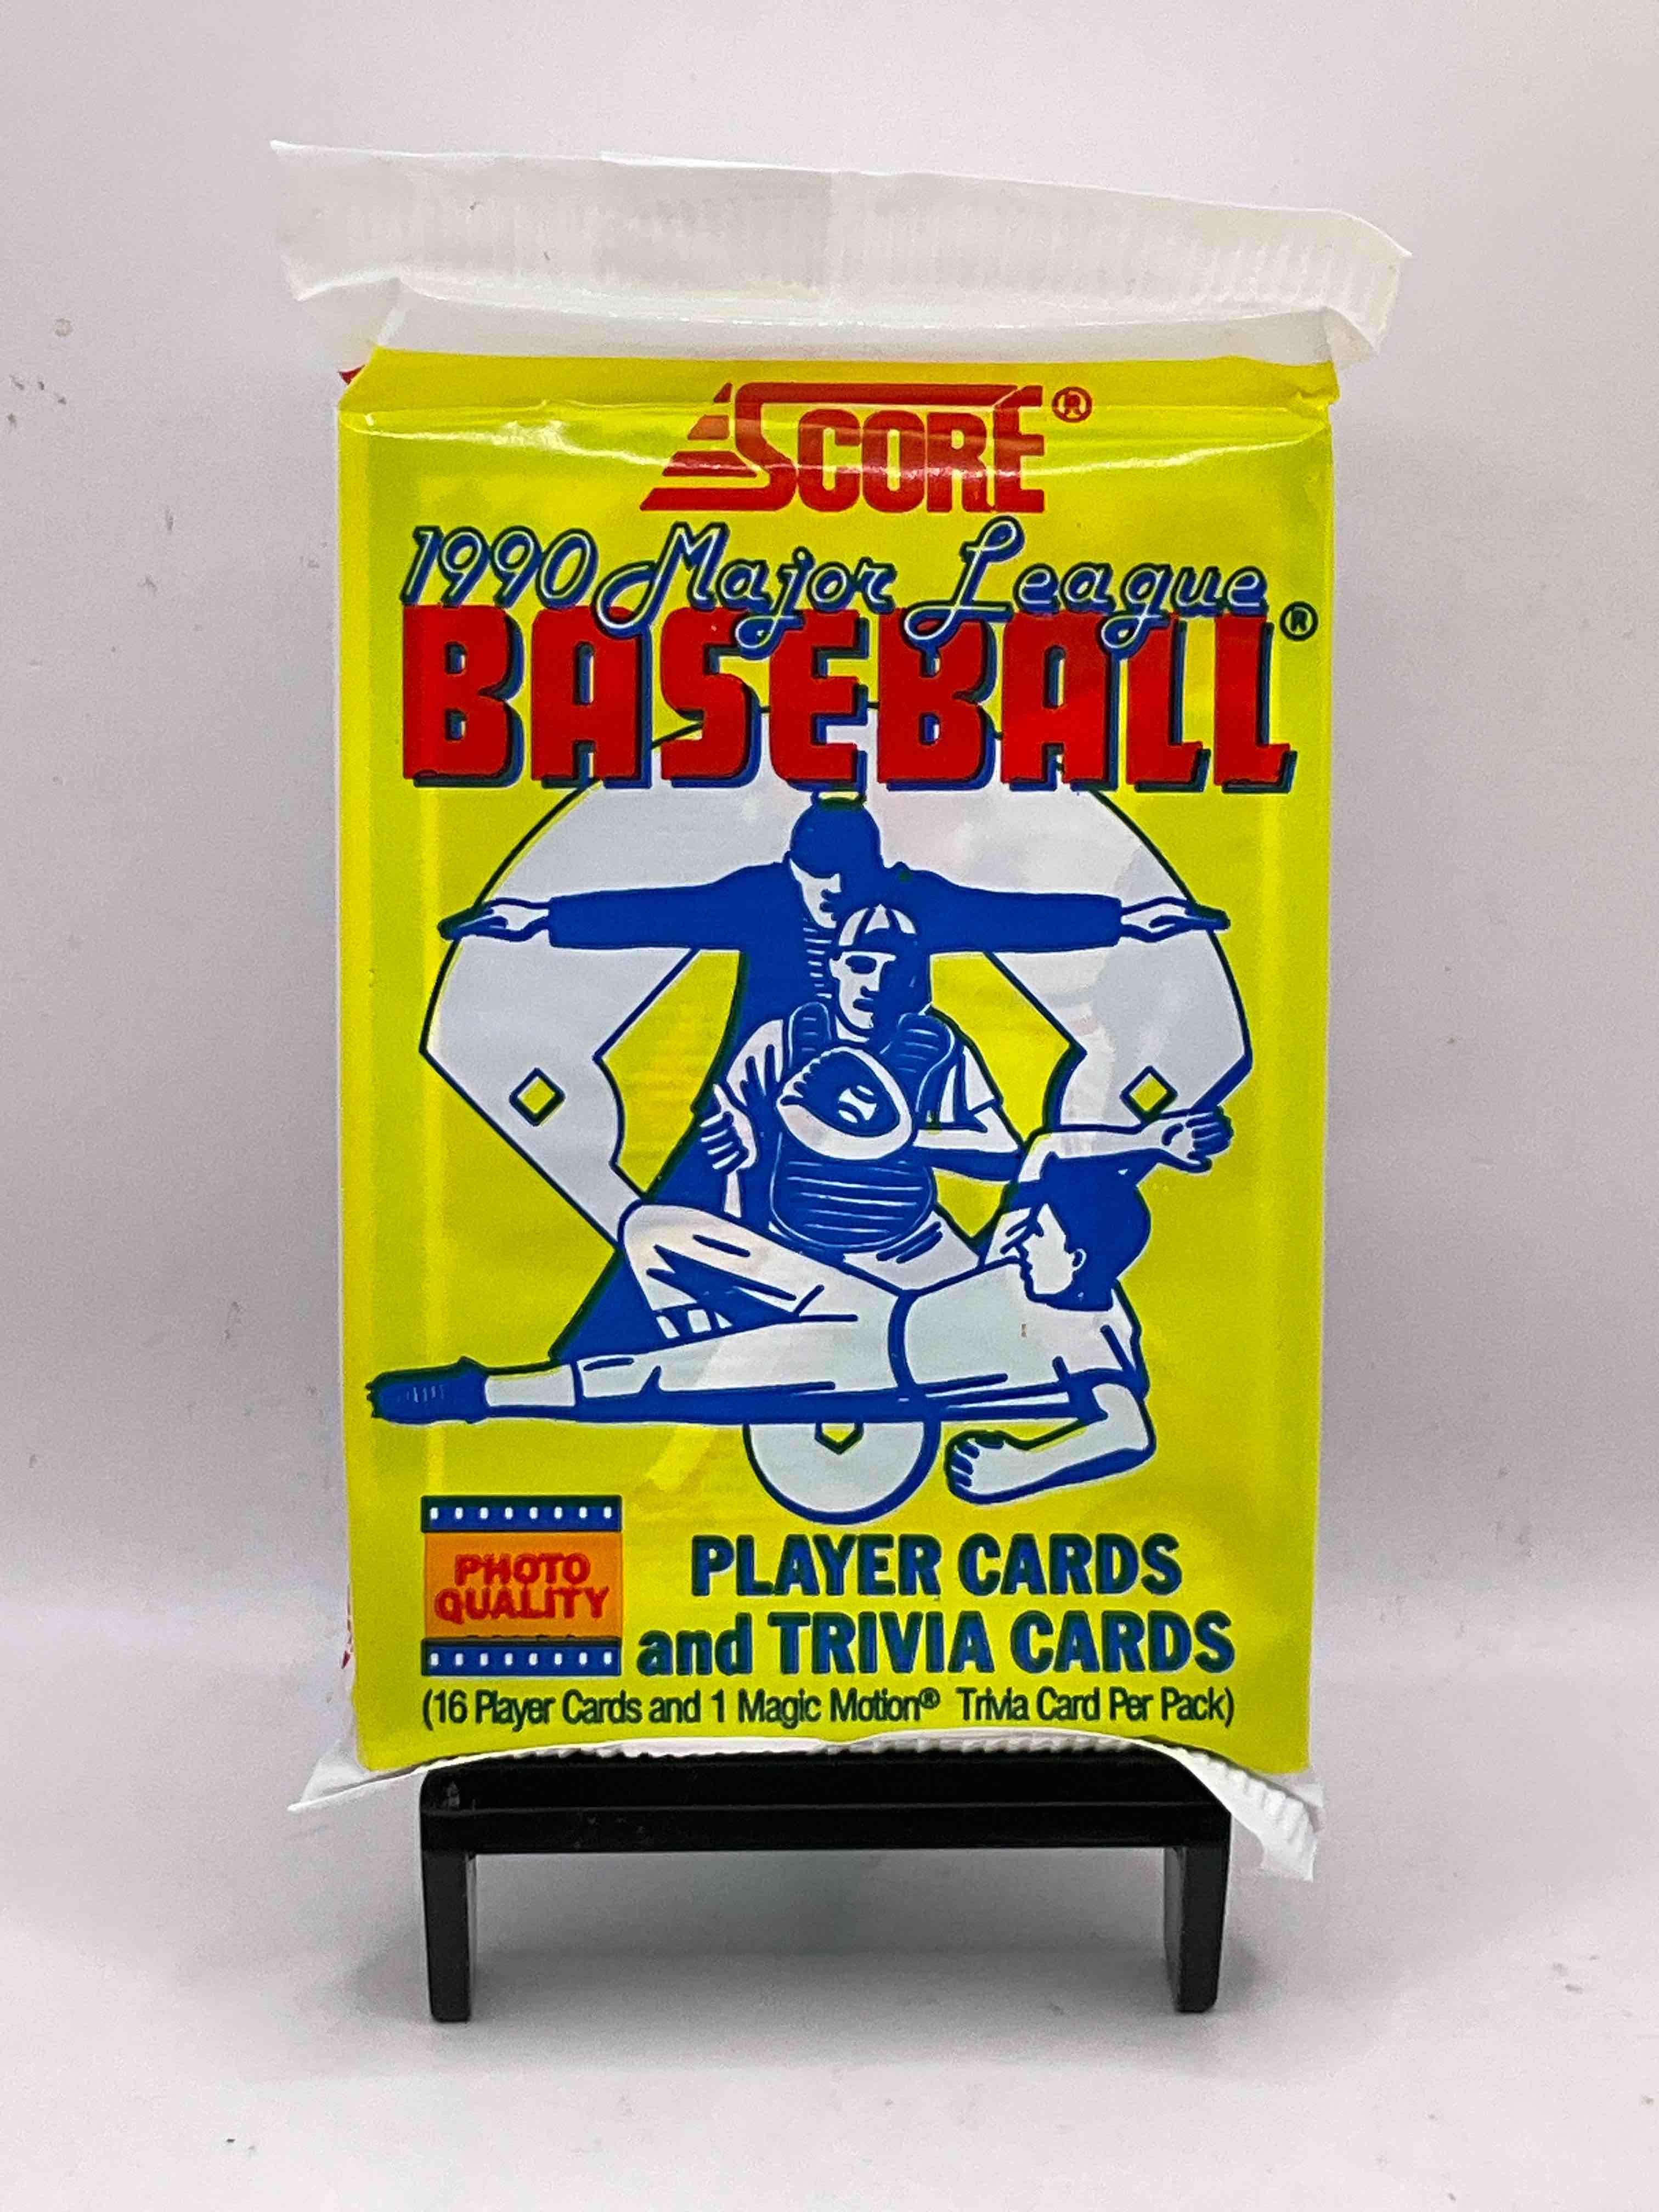 SCORE®
1990 Major League
BASEBALL®
PHOTO
QUALITY
PLAYER CARDS
and TRIVIA CARDS
(16 Player Cards and 1 Magic Motion® Trivia Card Per Pack)